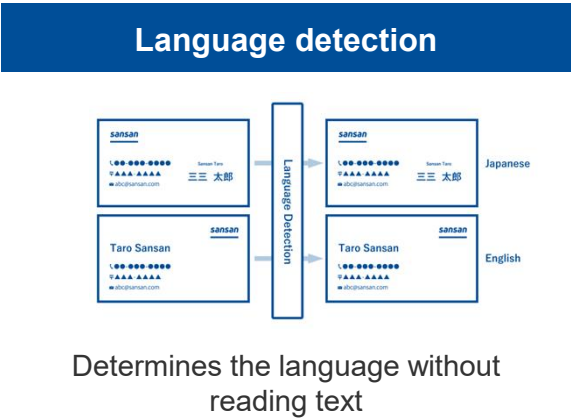 Language detection
sansan
Sansan Taro
●●-●●●-●●●●
三三 太郎
〒▲▲▲-▲▲▲▲
abc@sansan.com
Language Detection
sansan
Sansan Taro
●●-●●●-●●●●
三三 太郎
〒▲▲▲-▲▲▲▲
abc@sansan.com
Japanese
sansan
Taro Sansan
●●-●●●-●●●●
〒▲▲▲-▲▲▲▲
abc@sansan.com
sansan
Taro Sansan
●●-●●●-●●●●
〒▲▲▲-▲▲▲▲
abc@sansan.com
English
Determines the language without
reading text